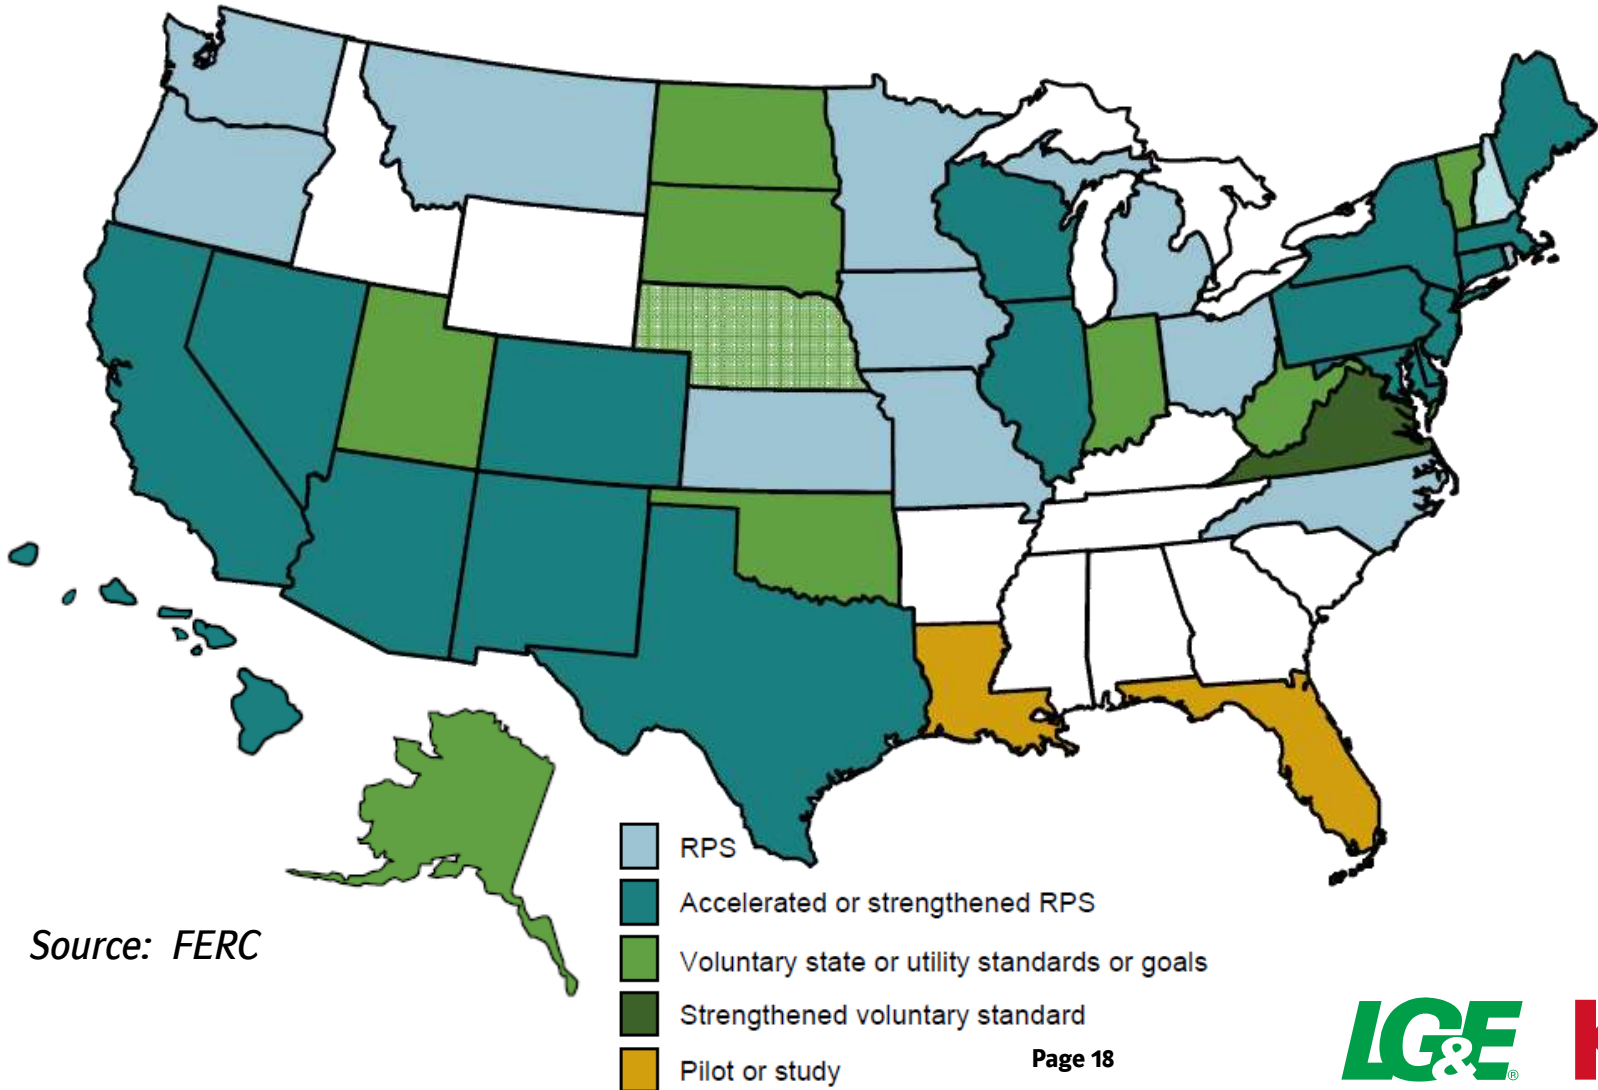 RPS
Accelerated or strengthened RPS
Source: FERC
Voluntary state or utility standards or goals
Strengthened voluntary standard
Page 18
LG&E®
Pilot or study